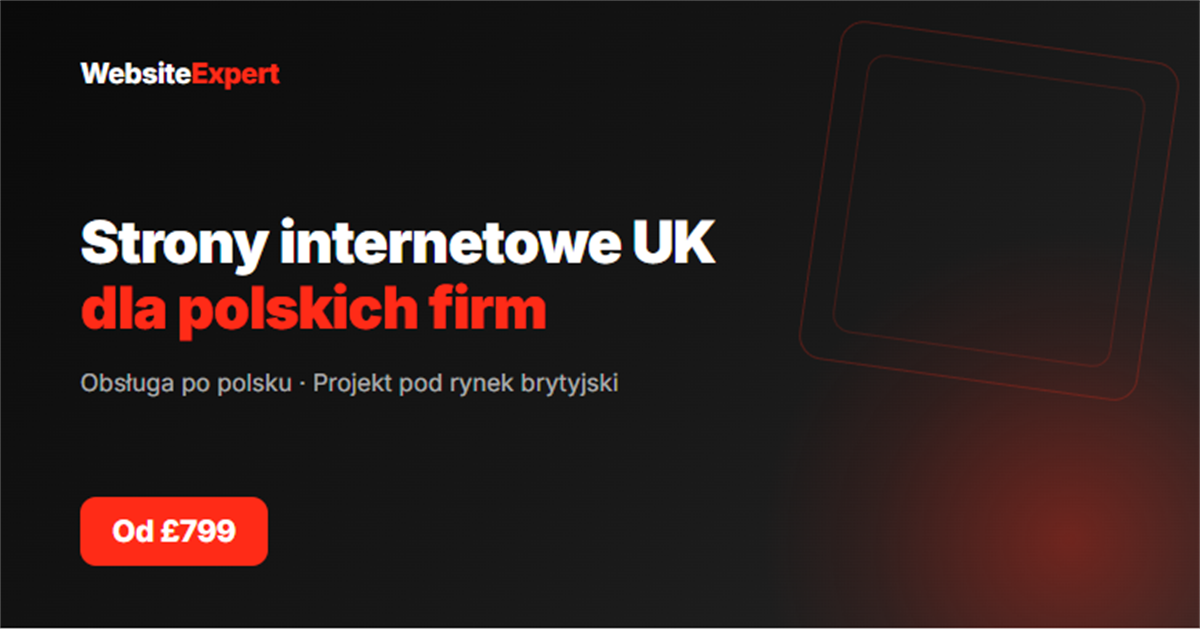 WebsiteExpert
Strony internetowe UK
dla polskich firm
Obsługa po polsku · Projekt pod rynek brytyjski
Od £799